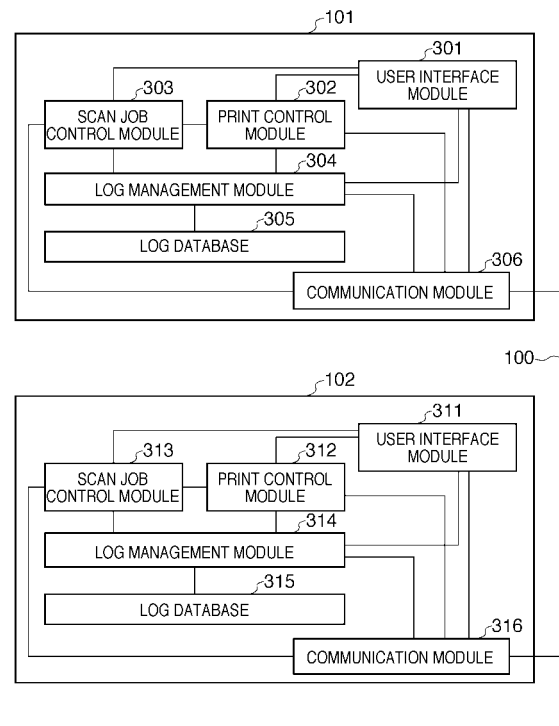 101
301
USER INTERFACE
MODULE
303
302
SCAN JOB
CONTROL MODULE
PRINT CONTROL
MODULE
304
LOG MANAGEMENT MODULE
305
LOG DATABASE
306
COMMUNICATION MODULE
100
102
311
USER INTERFACE
MODULE
313
312
SCAN JOB
CONTROL MODULE
PRINT CONTROL
MODULE
314
LOG MANAGEMENT MODULE
315
LOG DATABASE
316
COMMUNICATION MODULE